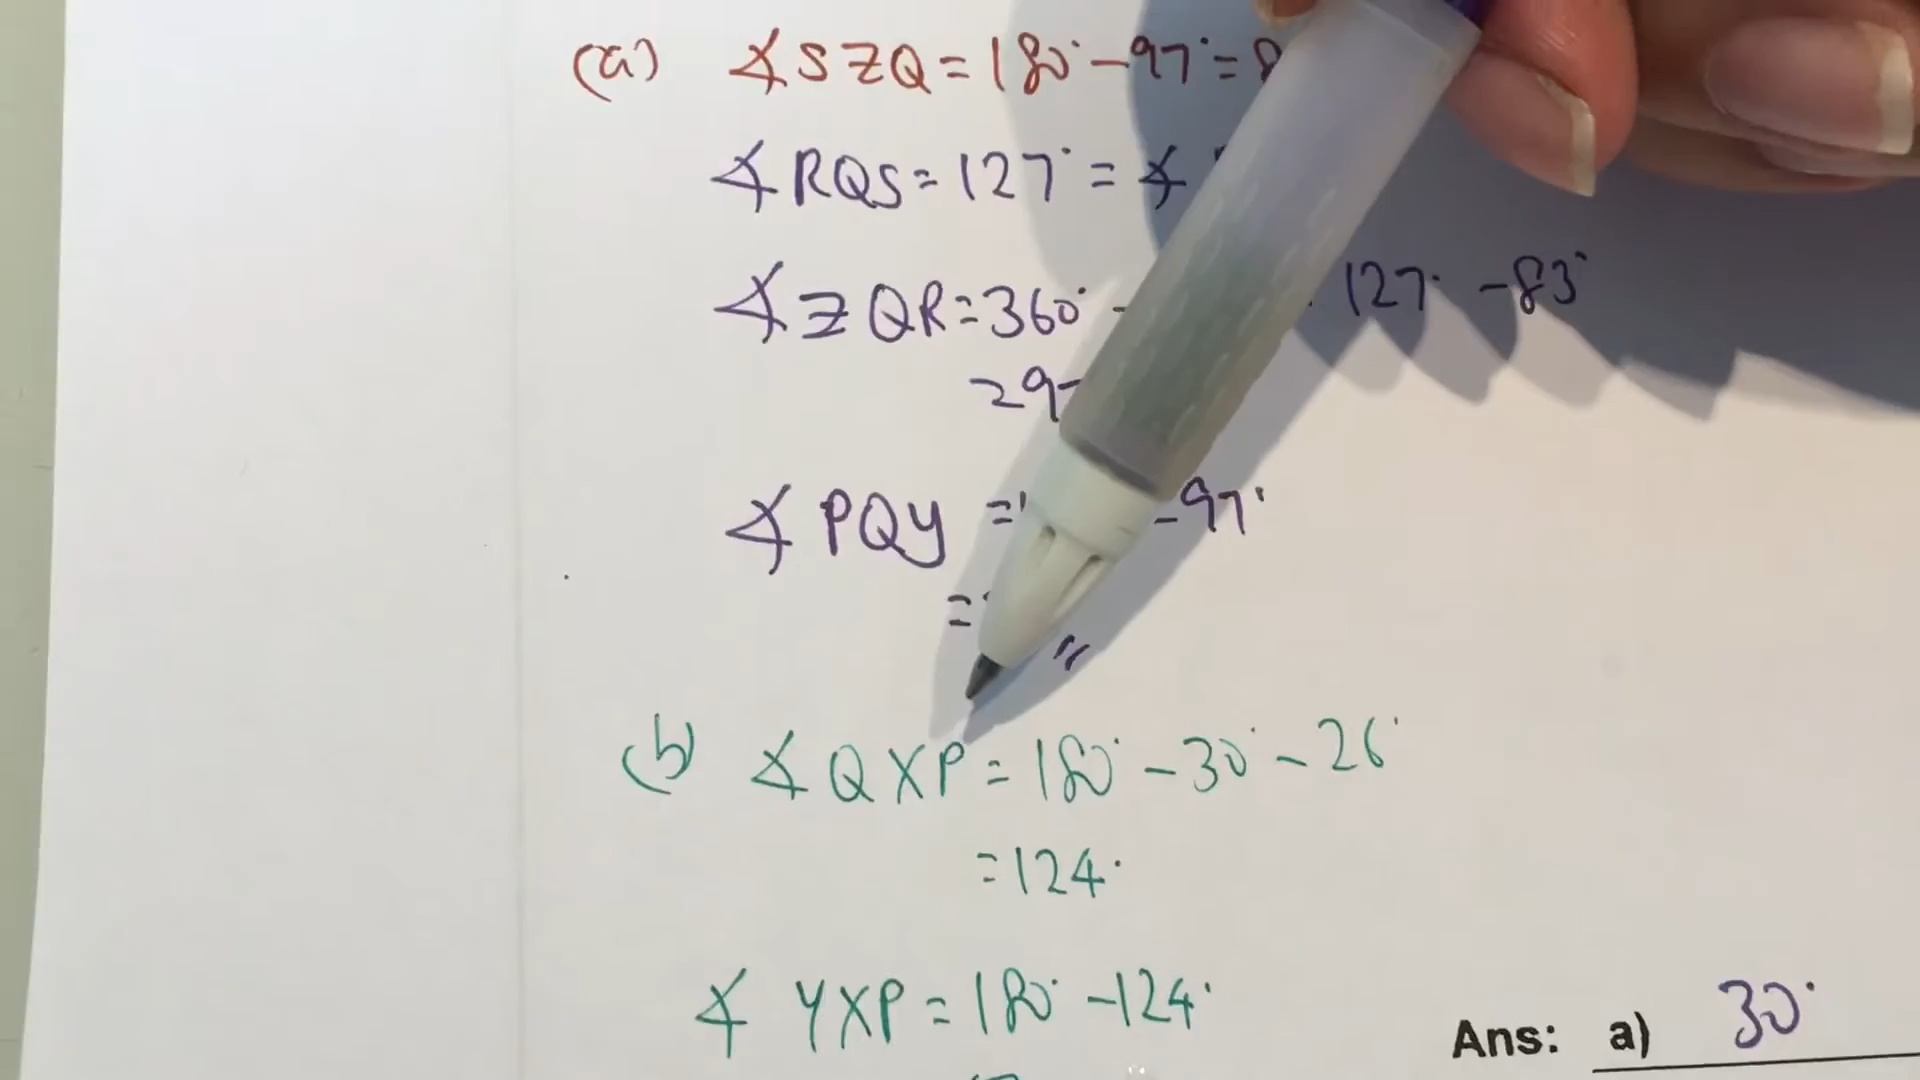 (a) ∡SZQ = 180° - 97° =
∡RQS = 127° = ∡
∡ZQR = 360° - 127° - 83°
= 97
∡PQY = - 97°
=
(b) ∡QXP = 180° - 30° - 26°
= 124°
∡YXP = 180° - 124°
Ans: a) 30°